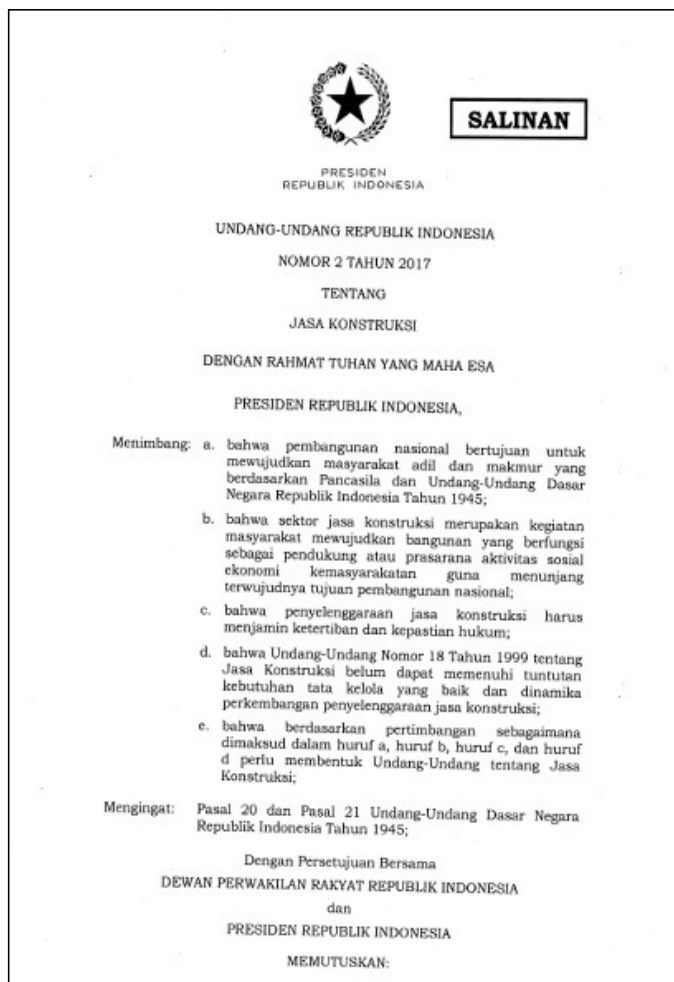 SALINAN
PRESIDEN
REPUBLIK INDONESIA
UNDANG-UNDANG REPUBLIK INDONESIA
NOMOR 2 TAHUN 2017
TENTANG
JASA KONSTRUKSI
DENGAN RAHMAT TUHAN YANG MAHA ESA
PRESIDEN REPUBLIK INDONESIA,
Menimbang: a. bahwa pembangunan nasional bertujuan untuk
mewujudkan masyarakat adil dan makmur yang
berdasarkan Pancasila dan Undang-Undang Dasar
Negara Republik Indonesia Tahun 1945;
b. bahwa sektor jasa konstruksi merupakan kegiatan
masyarakat mewujudkan bangunan yang berfungsi
sebagai pendukung atau prasarana aktivitas sosial
ekonomi kemasyarakatan guna menunjang
terwujudnya tujuan pembangunan nasional;
c. bahwa penyelenggaraan jasa konstruksi harus
menjamin ketertiban dan kepastian hukum;
d. bahwa Undang-Undang Nomor 18 Tahun 1999 tentang
Jasa Konstruksi belum dapat memenuhi tuntutan
kebutuhan tata kelola yang baik dan dinamika
perkembangan penyelenggaraan jasa konstruksi;
e. bahwa berdasarkan pertimbangan sebagaimana
dimaksud dalam huruf a, huruf b, huruf c, dan huruf
d perlu membentuk Undang-Undang tentang Jasa
Konstruksi;
Mengingat: Pasal 20 dan Pasal 21 Undang-Undang Dasar Negara
Republik Indonesia Tahun 1945;
Dengan Persetujuan Bersama
DEWAN PERWAKILAN RAKYAT REPUBLIK INDONESIA
dan
PRESIDEN REPUBLIK INDONESIA
MEMUTUSKAN: